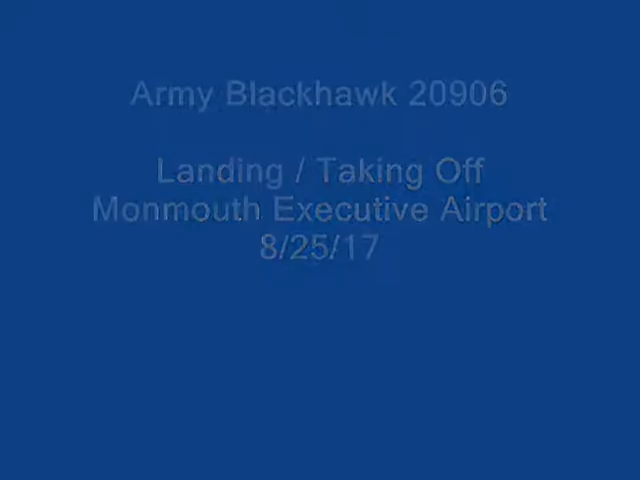 Army Blackhawk 20906
Landing / Taking Off
Monmouth Executive Airport
8/25/17